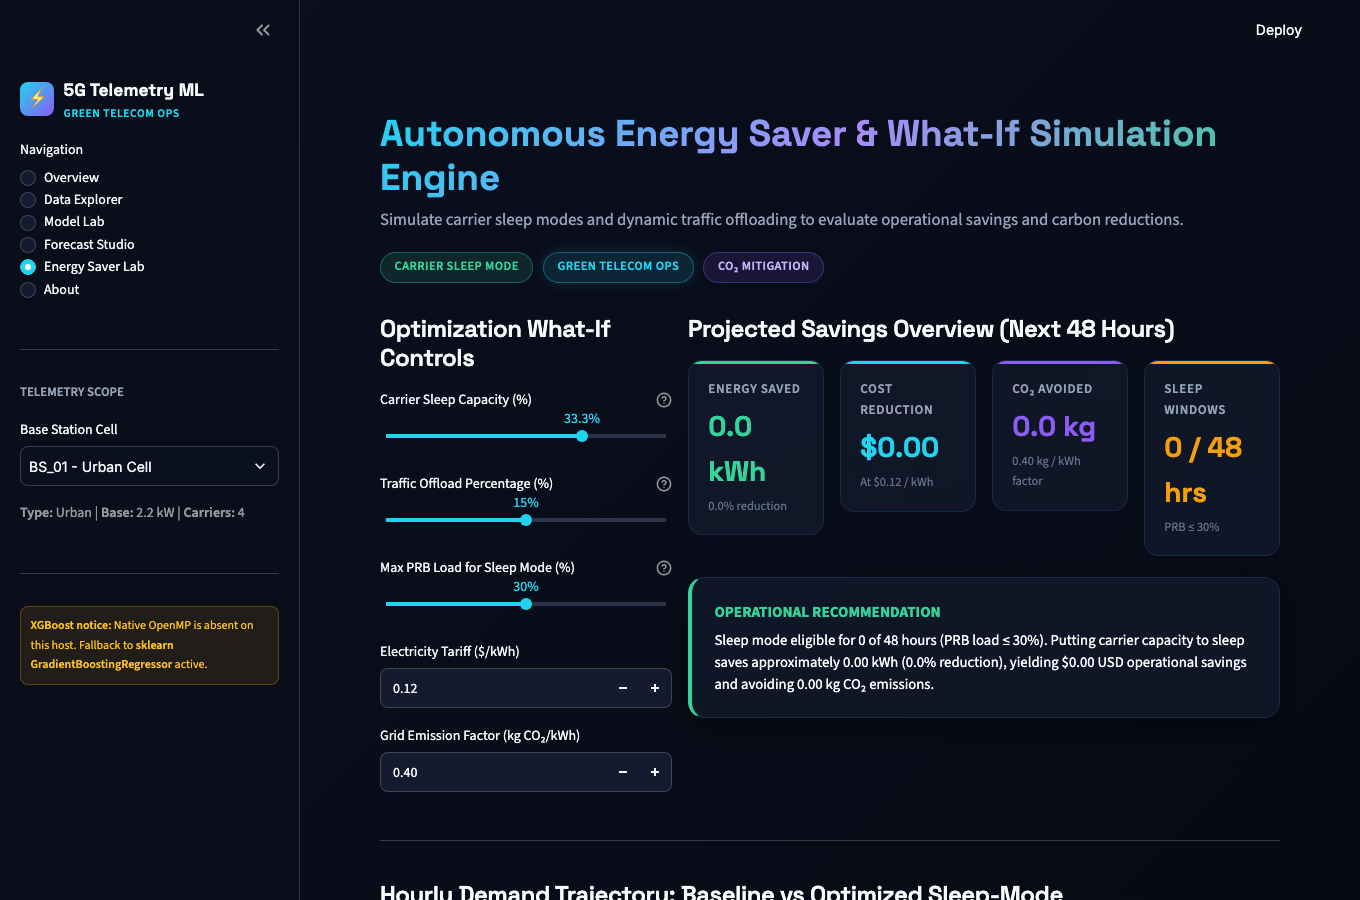 Deploy
5G Telemetry ML
GREEN TELECOM OPS
Navigation
Overview
Data Explorer
Model Lab
Forecast Studio
Energy Saver Lab
About
TELEMETRY SCOPE
Base Station Cell
BS_01 - Urban Cell
Type: Urban | Base: 2.2 kW | Carriers: 4
XGBoost notice: Native OpenMP is absent on
this host. Fallback to sklearn
GradientBoostingRegressor active.
Autonomous Energy Saver & What-If Simulation
Engine
Simulate carrier sleep modes and dynamic traffic offloading to evaluate operational savings and carbon reductions.
CARRIER SLEEP MODE
GREEN TELECOM OPS
CO₂ MITIGATION
Optimization What-If
Controls
Carrier Sleep Capacity (%)
33.3%
Traffic Offload Percentage (%)
15%
Max PRB Load for Sleep Mode (%)
30%
Electricity Tariff ($/kWh)
0.12
Grid Emission Factor (kg CO₂/kWh)
0.40
Projected Savings Overview (Next 48 Hours)
ENERGY SAVED
0.0
kWh
0.0% reduction
COST
REDUCTION
$0.00
At $0.12 / kWh
CO₂ AVOIDED
0.0 kg
0.40 kg / kWh
factor
SLEEP
WINDOWS
0 / 48
hrs
PRB ≤ 30%
OPERATIONAL RECOMMENDATION
Sleep mode eligible for 0 of 48 hours (PRB load ≤ 30%). Putting carrier capacity to sleep
saves approximately 0.00 kWh (0.0% reduction), yielding $0.00 USD operational savings
and avoiding 0.00 kg CO₂ emissions.
Hourly Demand Trajectory: Baseline vs Optimized Sleep-Mode